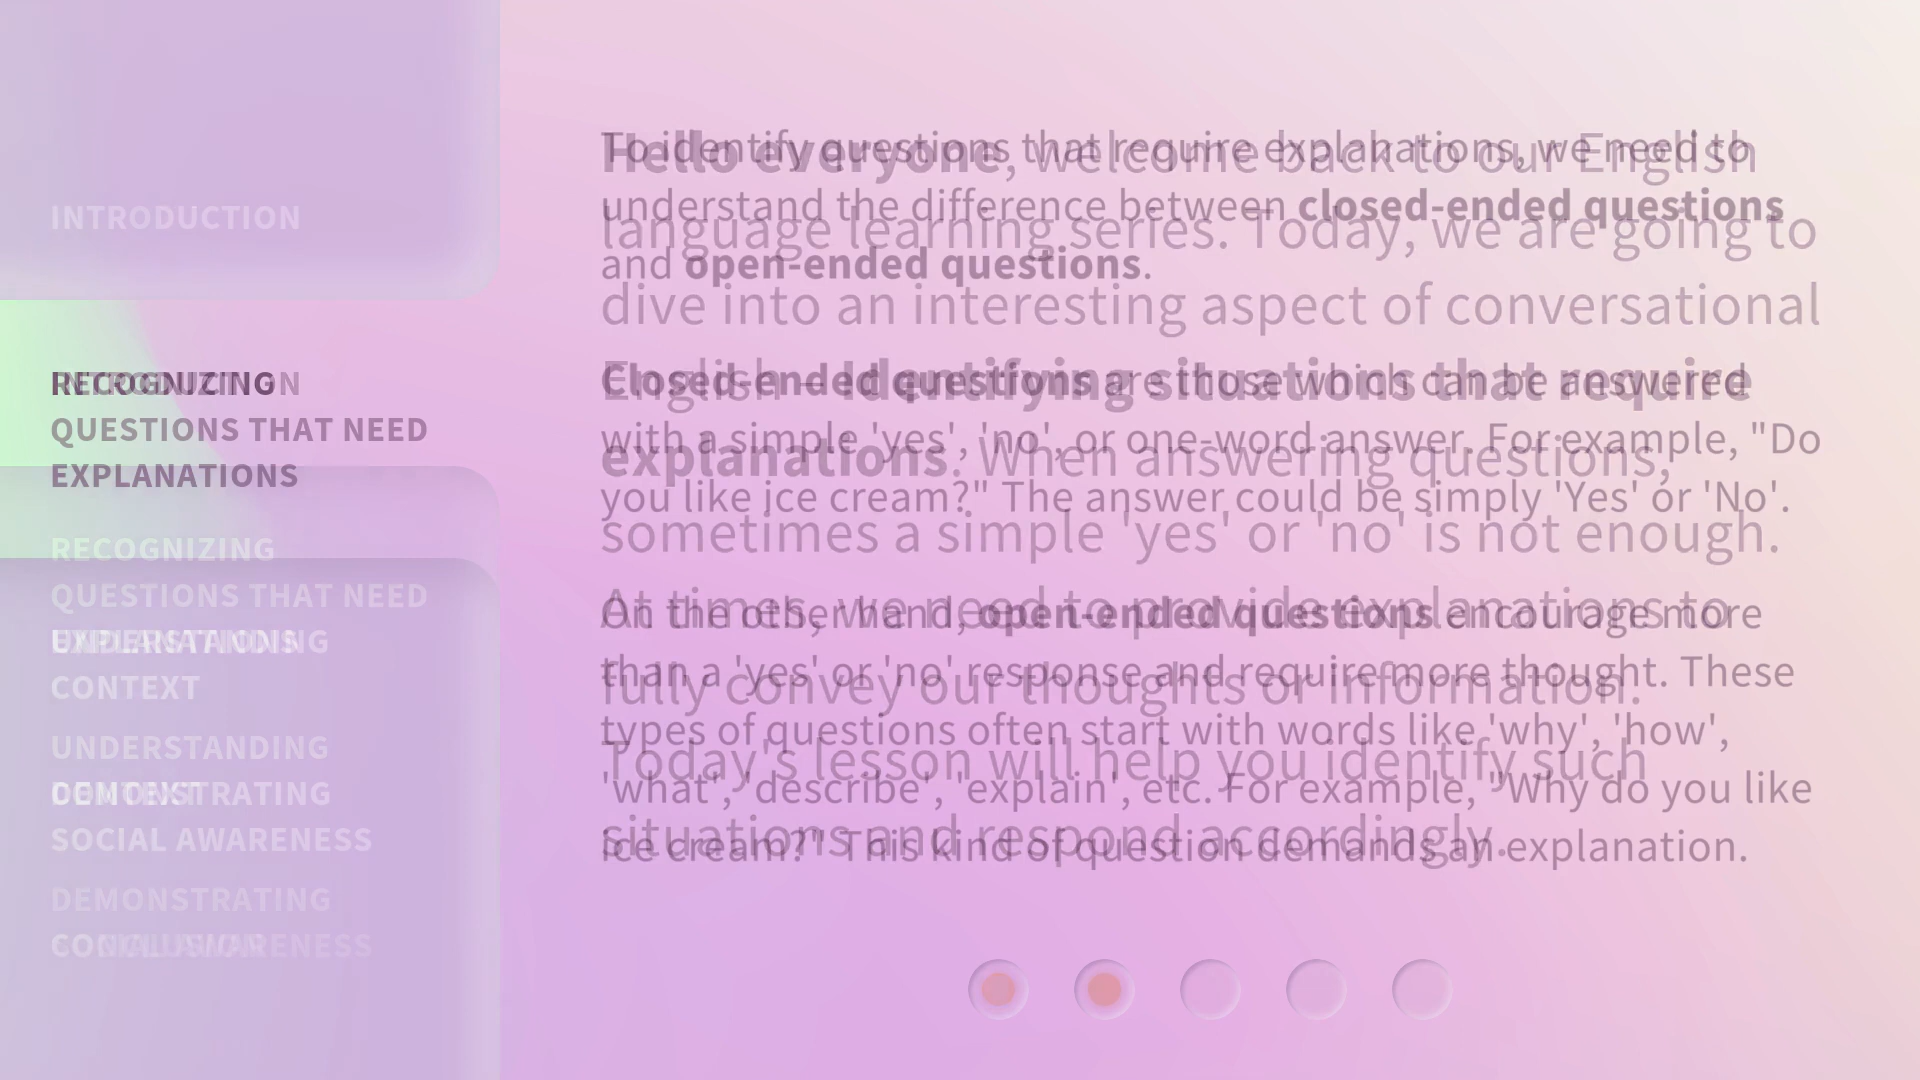 INTRODUCTION
INTRODUCTION
RECOGNIZING
QUESTIONS THAT NEED
EXPLANATIONS
RECOGNIZING
QUESTIONS THAT NEED
EXPLANATIONS
UNDERSTANDING
CONTEXT
UNDERSTANDING
CONTEXT
DEMONSTRATING
SOCIAL AWARENESS
DEMONSTRATING
SOCIAL AWARENESS
CONCLUSION
Hello everyone, welcome back to our English
language learning series. Today, we are going to
dive into an interesting aspect of conversational
English – Identifying situations that require
explanations. When answering questions,
sometimes a simple 'yes' or 'no' is not enough.
At times, we need to provide explanations to
fully convey our thoughts or information.
Today's lesson will help you identify such
situations and respond accordingly.
To identify questions that require explanations, we need to
understand the difference between closed-ended questions
and open-ended questions.
Closed-ended questions are those which can be answered
with a simple 'yes', 'no', or one-word answer. For example, "Do
you like ice cream?" The answer could be simply 'Yes' or 'No'.
On the other hand, open-ended questions encourage more
than a 'yes' or 'no' response and require more thought. These
types of questions often start with words like 'why', 'how',
'what', 'describe', 'explain', etc. For example, "Why do you like
ice cream?" This kind of question demands an explanation.